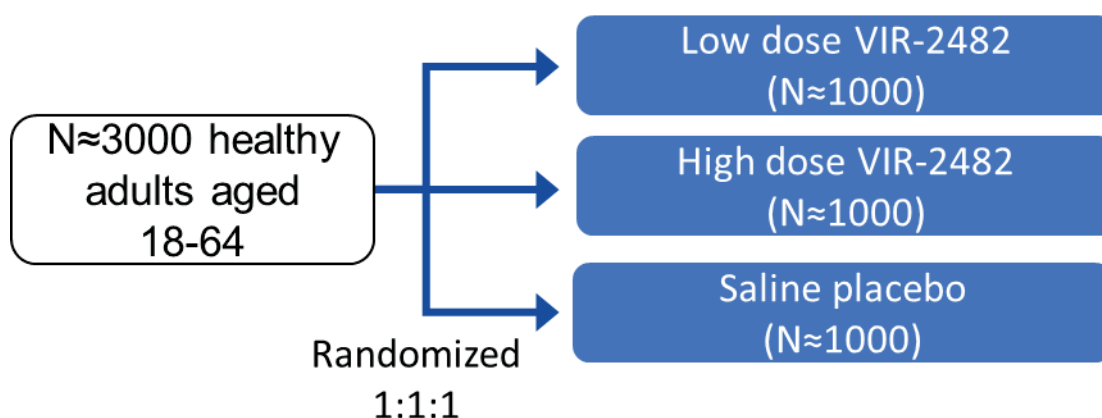 N≈3000 healthy
adults aged
18-64
Randomized
1:1:1
Low dose VIR-2482
(N≈1000)
High dose VIR-2482
(N≈1000)
Saline placebo
(N≈1000)